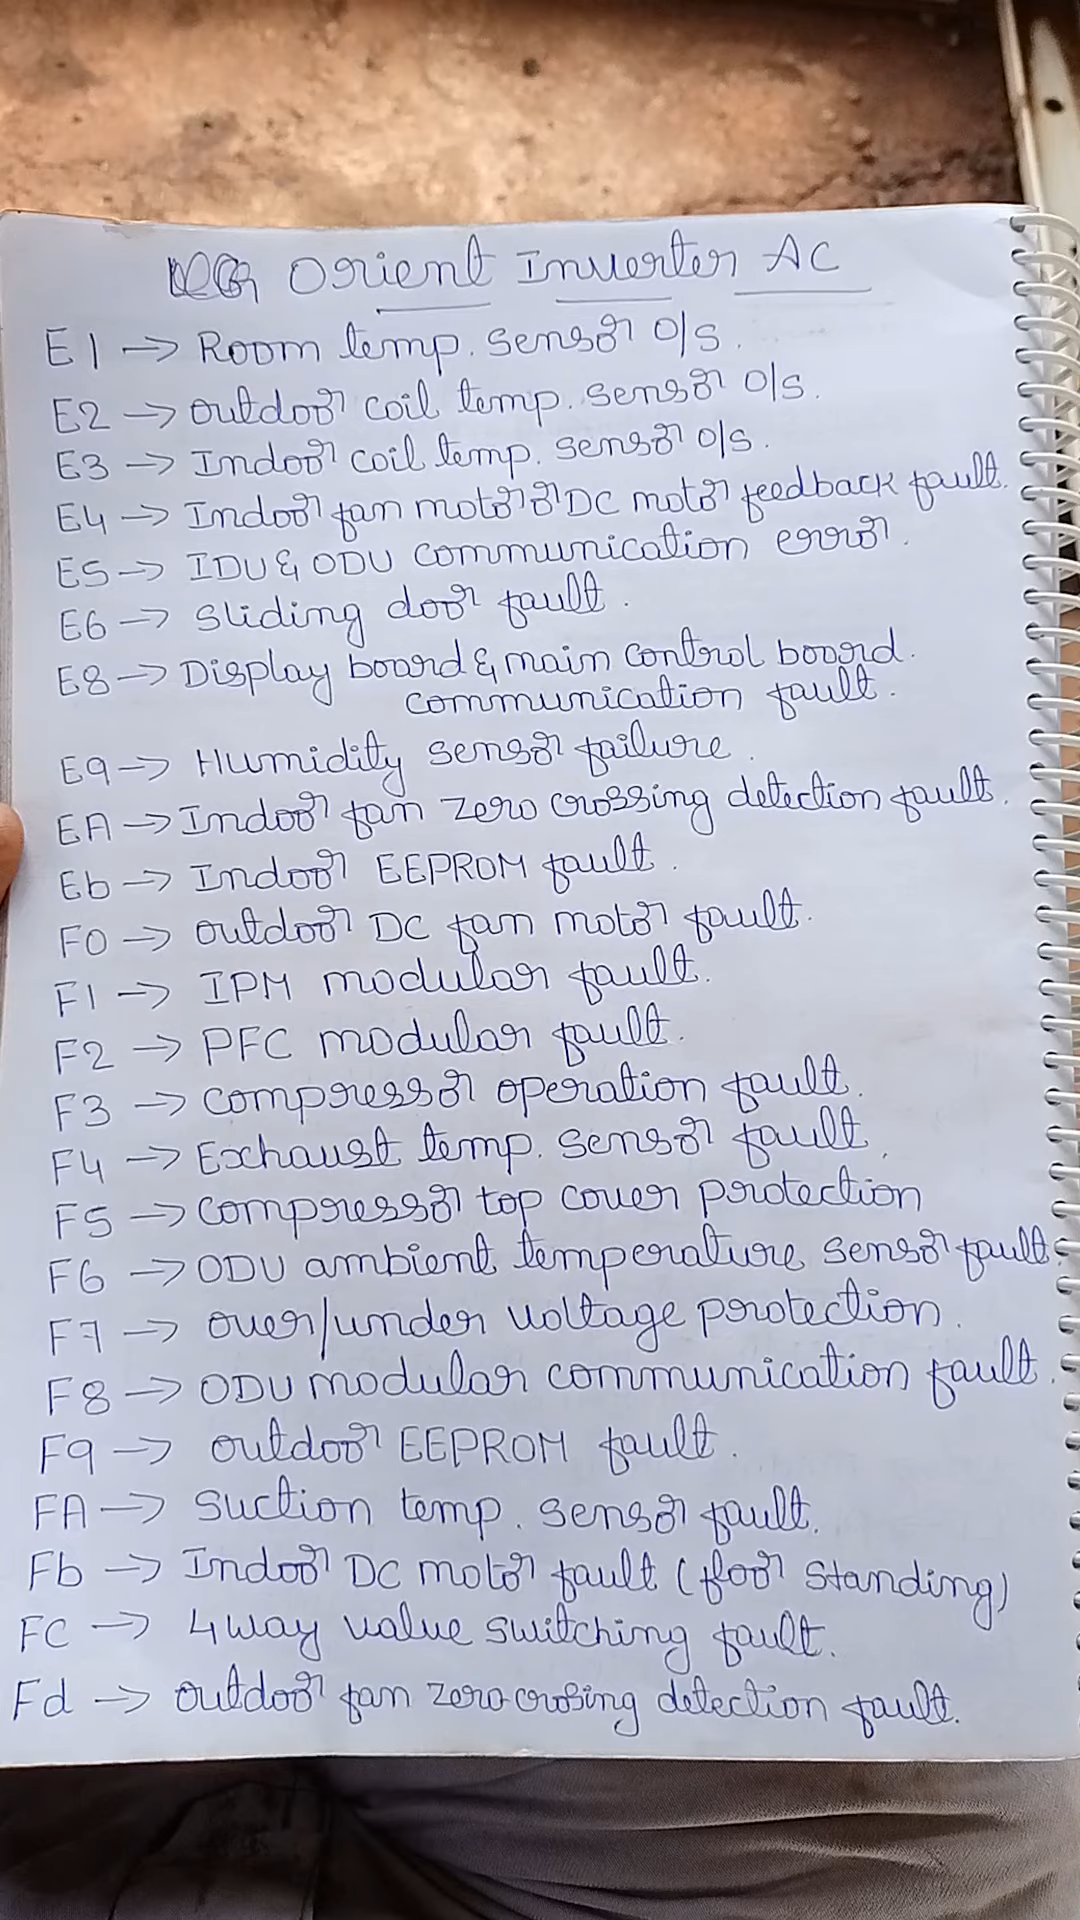 Orient Inverter AC
E1 → Room temp. sensor o/s.
E2 → outdoor coil temp. sensor o/s.
E3 → Indoor coil temp. sensor o/s.
E4 → Indoor fan motor DC motor feedback fault.
E5 → IDU & ODU communication error.
E6 → Sliding door fault.
E8 → Display board & main control board.
communication fault.
E9 → Humidity sensor failure.
EA → Indoor fan zero crossing detection fault.
Eb → Indoor EEPROM fault.
F0 → outdoor DC fan motor fault.
F1 → IPM modular fault.
F2 → PFC modular fault.
F3 → compressor operation fault.
F4 → Exhaust temp. sensor fault.
F5 → compressor top cover protection
F6 → ODU ambient temperature sensor fault.
F7 → over/under voltage protection.
F8 → ODU modular communication fault.
F9 → outdoor EEPROM fault.
FA → Suction temp. sensor fault.
Fb → Indoor DC motor fault (floor standing)
FC → 4 way value switching fault.
Fd → outdoor fan zero crosing detection fault.